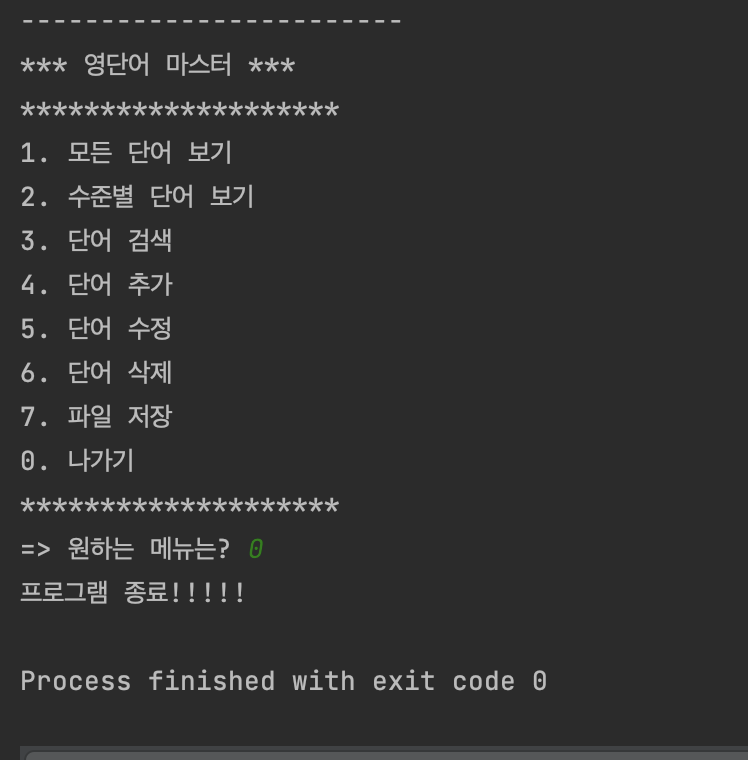 ------------------------
*** 영단어 마스터 ***
********************
1. 모든 단어 보기
2. 수준별 단어 보기
3. 단어 검색
4. 단어 추가
5. 단어 수정
6. 단어 삭제
7. 파일 저장
0. 나가기
********************
=> 원하는 메뉴는? 0
프로그램 종료!!!!!
Process finished with exit code 0